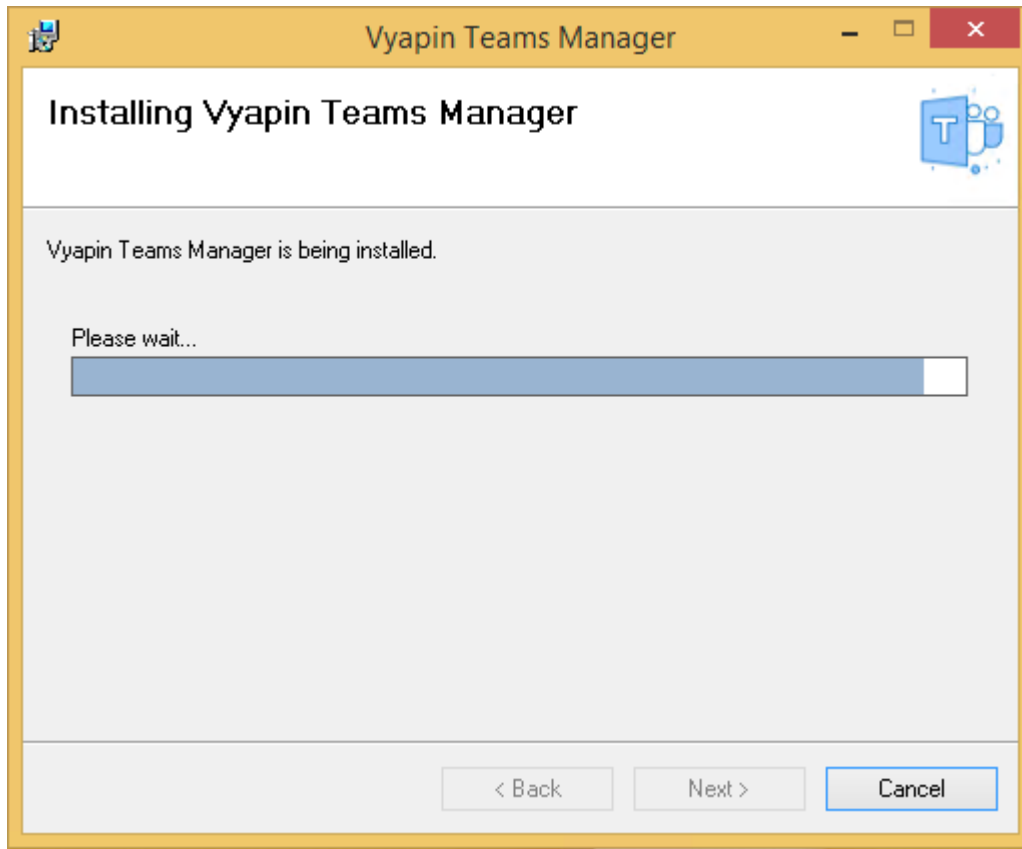 Vyapin Teams Manager
Installing Vyapin Teams Manager
T
Vyapin Teams Manager is being installed.
Please wait...
< Back
Next >
Cancel